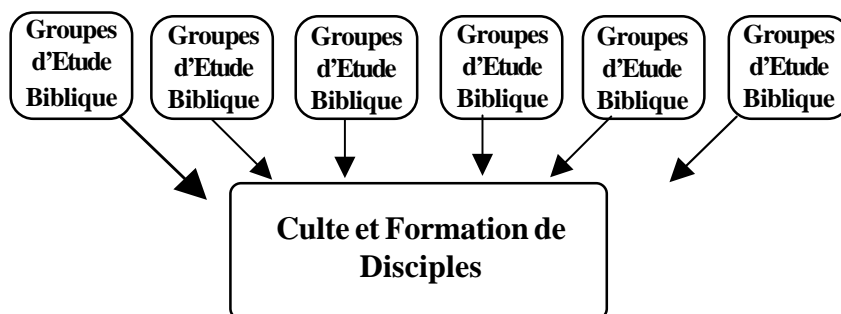 Groupes
d’Etude
Biblique
Groupes
d’Etude
Biblique
Groupes
d’Etude
Biblique
Groupes
d’Etude
Biblique
Groupes
d’Etude
Biblique
Groupes
d’Etude
Biblique
Culte et Formation de
Disciples